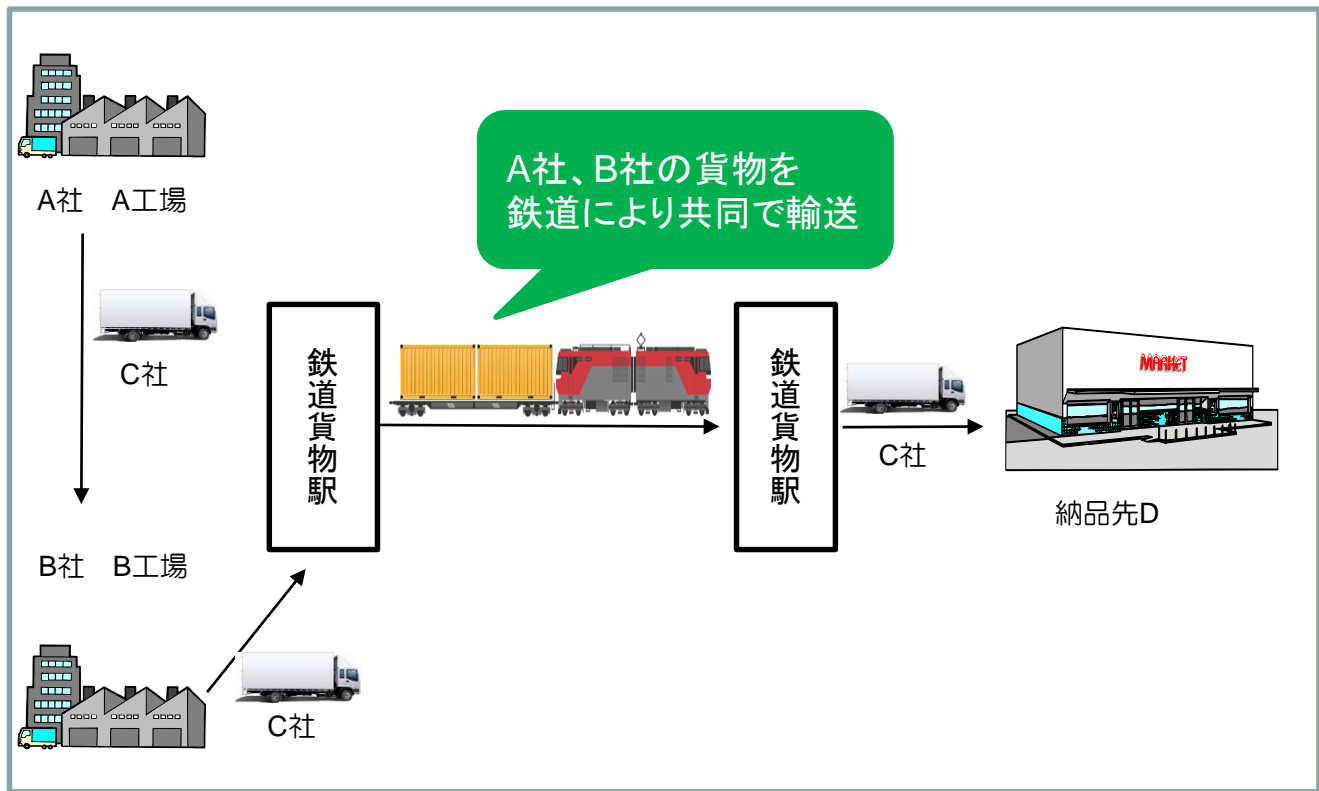 A社　A工場
A社、B社の貨物を
鉄道により共同で輸送
C社
鉄道貨物駅
鉄道貨物駅
C社
MARKET
納品先D
B社　B工場
C社